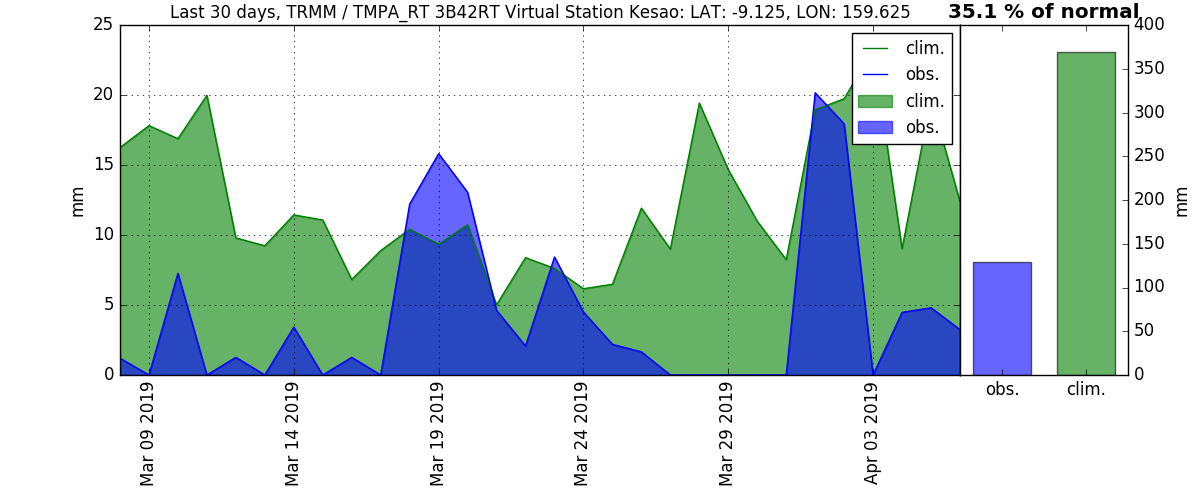 Last 30 days, TRMM / TMPA_RT 3B42RT Virtual Station Kesao: LAT: -9.125, LON: 159.625
35.1 % of normal
25
20
15
10
5
0
mm
clim.
obs.
clim.
obs.
Mar 09 2019
Mar 14 2019
Mar 19 2019
Mar 24 2019
Mar 29 2019
Apr 03 2019
400
350
300
250
200
150
100
50
0
mm
obs.
clim.